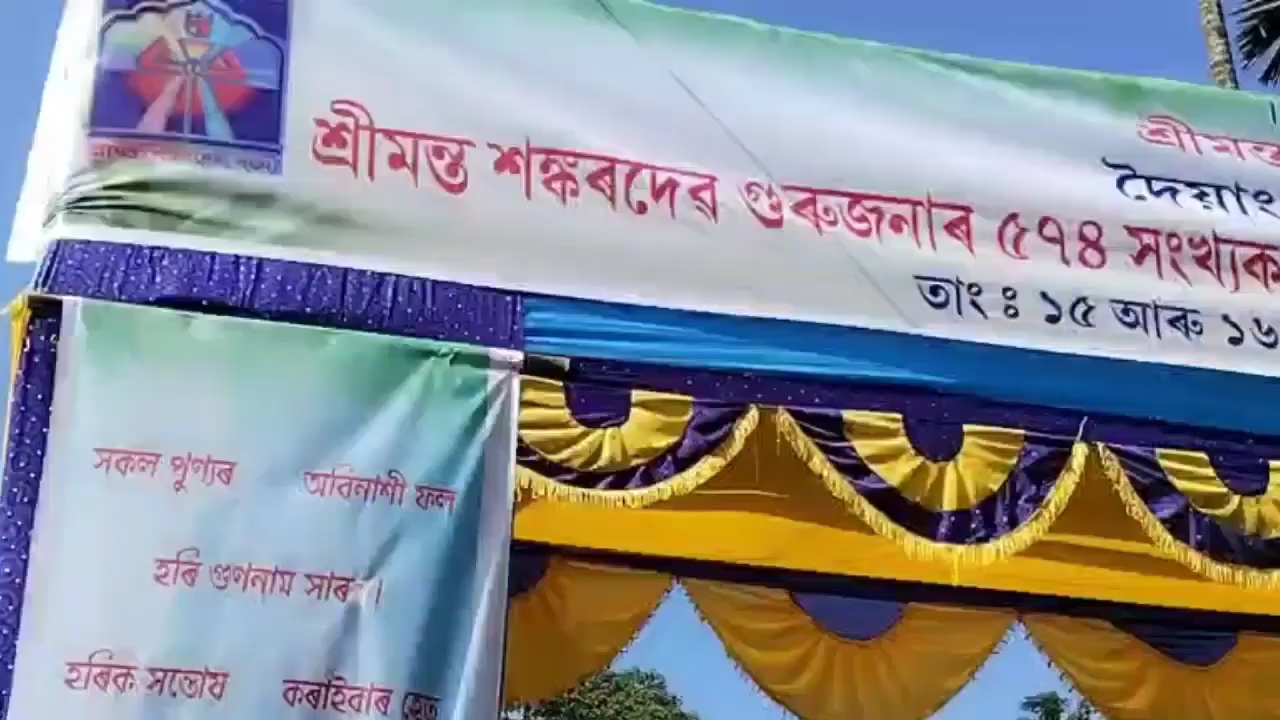 শ্ৰীমন্ত
দৈয়াং
শ্ৰীমন্ত শঙ্কৰদেৱ গুৰুজনাৰ ৫৭৪ সংখ্যক
তাং ঃ ১৫ আৰু ১৬
সকল পুণ্যৰ অবিনাশী ফল
হৰি গুণনাম সাৰ ।
হৰিক সন্তোষ কৰাইবাৰ হেতু